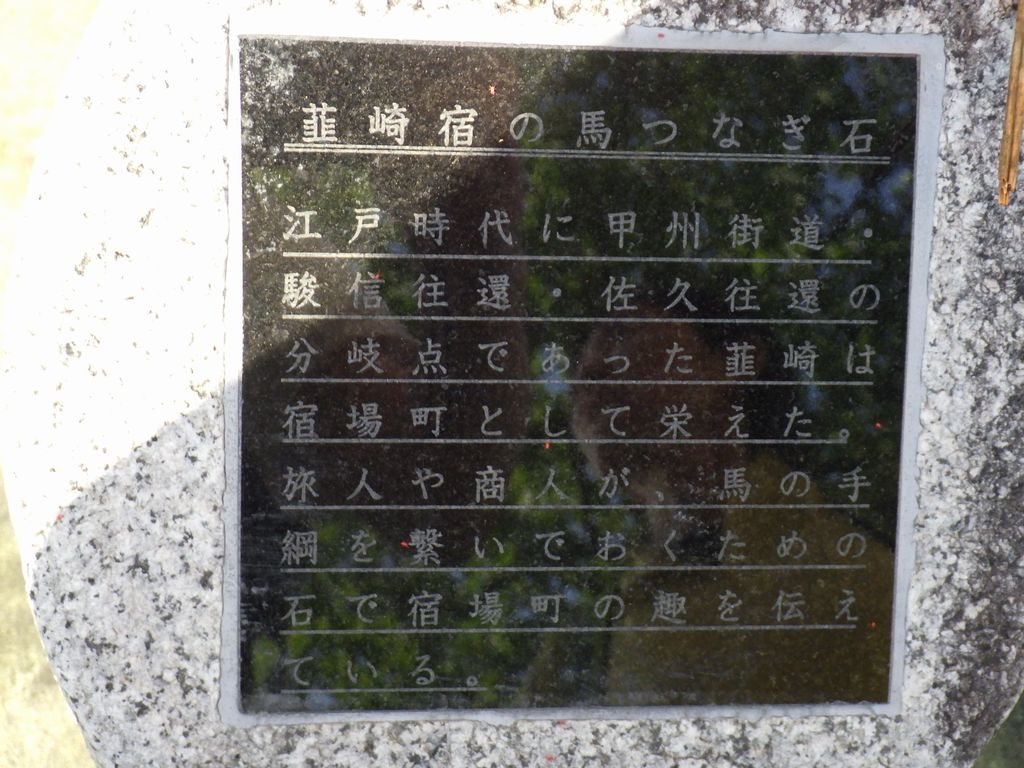 韮崎宿の馬つなぎ石
江戸時代に甲州街道・
駿信往還・佐久往還の
分岐点であった韮崎は
宿場町として栄えた。
旅人や商人が、馬の手
綱を繋いでおくための
石で宿場町の趣を伝え
ている。